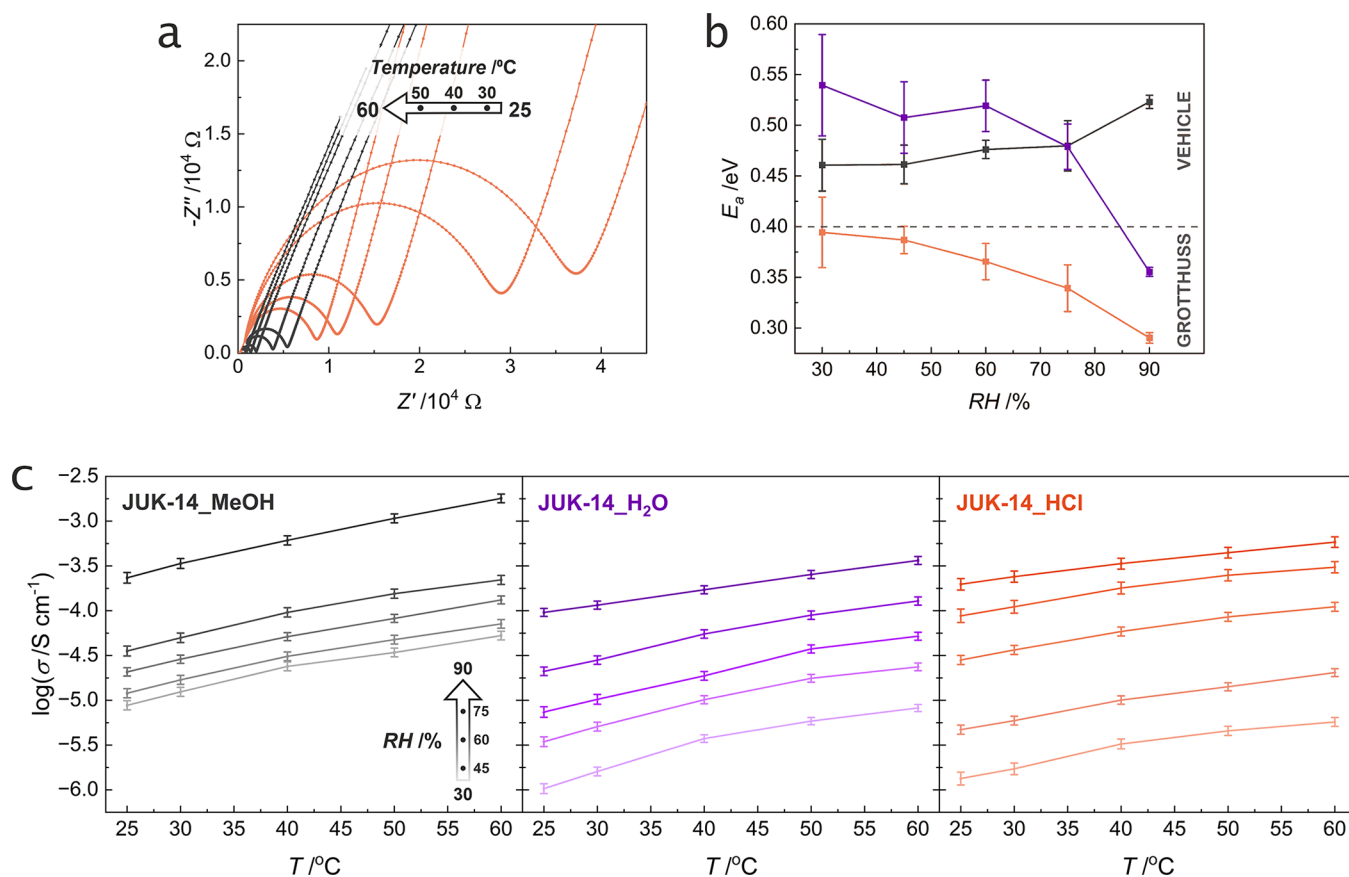 a
2.0
1.5
1.0
0.5
0.0
-Z″ /10⁴ Ω
Temperature /ºC
50 40 30
60 25
0 1 2 3 4
Z′ /10⁴ Ω
b
0.60
0.55
0.50
0.45
0.40
0.35
0.30
Eₐ /eV
VEHICLE
GROTTHUSS
30 40 50 60 70 80 90
RH /%
c
−2.5
−3.0
−3.5
−4.0
−4.5
−5.0
−5.5
−6.0
log(σ /S cm⁻¹)
JUK-14_MeOH
90
75
RH /%
60
45
30
25 30 35 40 45 50 55 60
T /ºC
JUK-14_H₂O
25 30 35 40 45 50 55 60
T /ºC
JUK-14_HCl
25 30 35 40 45 50 55 60
T /ºC